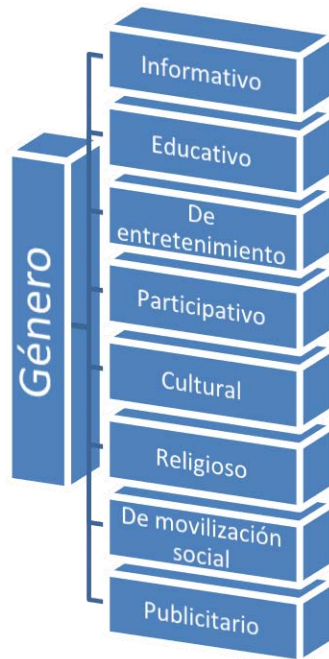 Género
Informativo
Educativo
De
entretenimiento
Participativo
Cultural
Religioso
De movilización
social
Publicitario